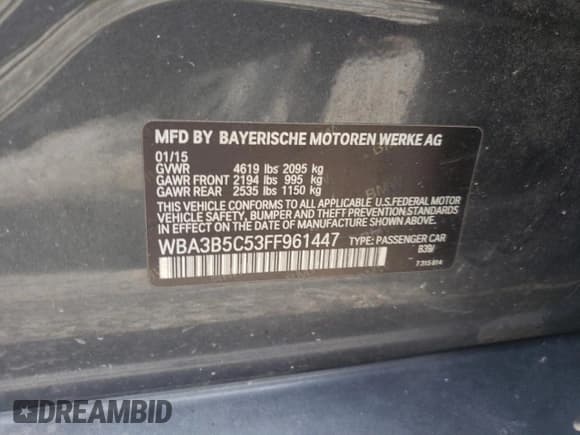 MFD BY BAYERISCHE MOTOREN WERKE AG
01/15
GVWR 4619 lbs 2095 kg
GAWR FRONT 2194 lbs 995 kg
GAWR REAR 2535 lbs 1150 kg
THIS VEHICLE CONFORMS TO ALL APPLICABLE U.S.FEDERAL MOTOR
VEHICLE SAFETY, BUMPER AND THEFT PREVENTION STANDARDS
IN EFFECT ON THE DATE OF MANUFACTURE SHOWN ABOVE.
WBA3B5C53FF961447 TYPE: PASSENGER CAR
B39/
7 315 814
DREAMBID